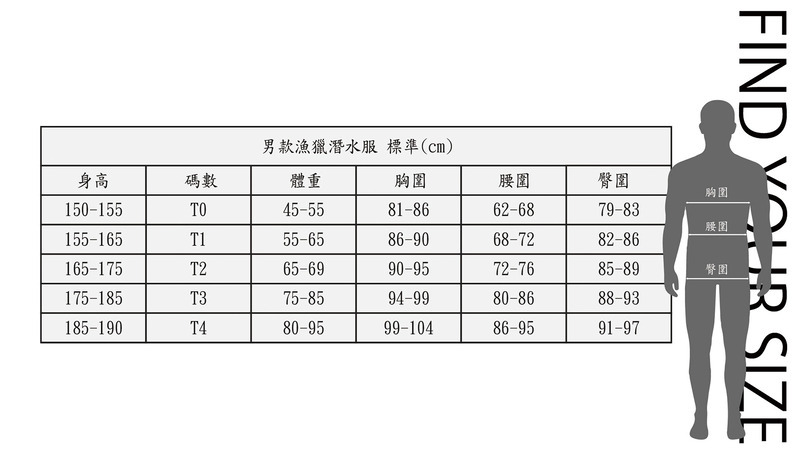 男款漁獵潛水服 標準(cm)
身高 碼數 體重 胸圍 腰圍 臀圍
150-155 T0 45-55 81-86 62-68 79-83
155-165 T1 55-65 86-90 68-72 82-86
165-175 T2 65-69 90-95 72-76 85-89
175-185 T3 75-85 94-99 80-86 88-93
185-190 T4 80-95 99-104 86-95 91-97
胸圍
腰圍
臀圍
FIND YOUR SIZE